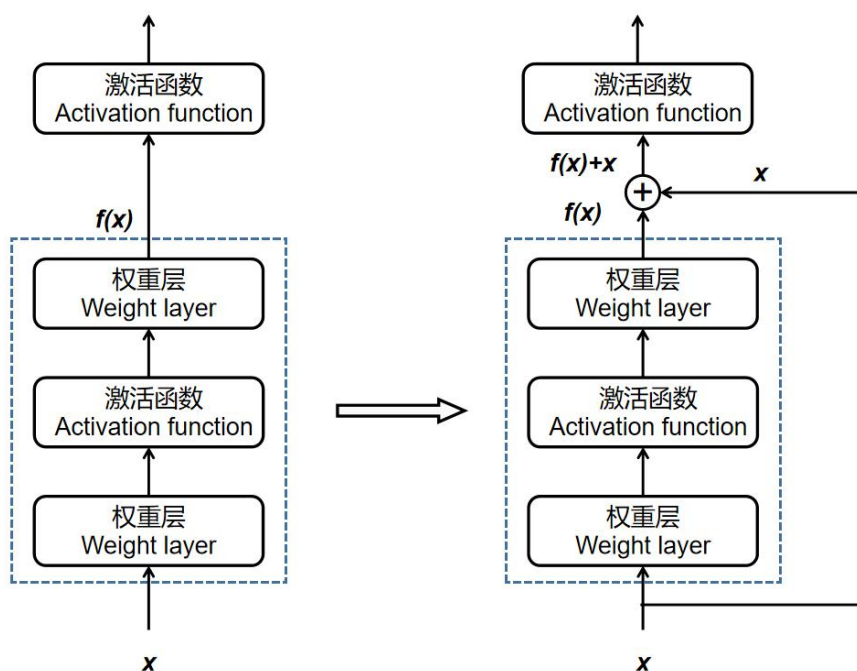 激活函数
Activation function
f(x)
权重层
Weight layer
激活函数
Activation function
权重层
Weight layer
x
激活函数
Activation function
f(x)+x
+
x
f(x)
权重层
Weight layer
激活函数
Activation function
权重层
Weight layer
x